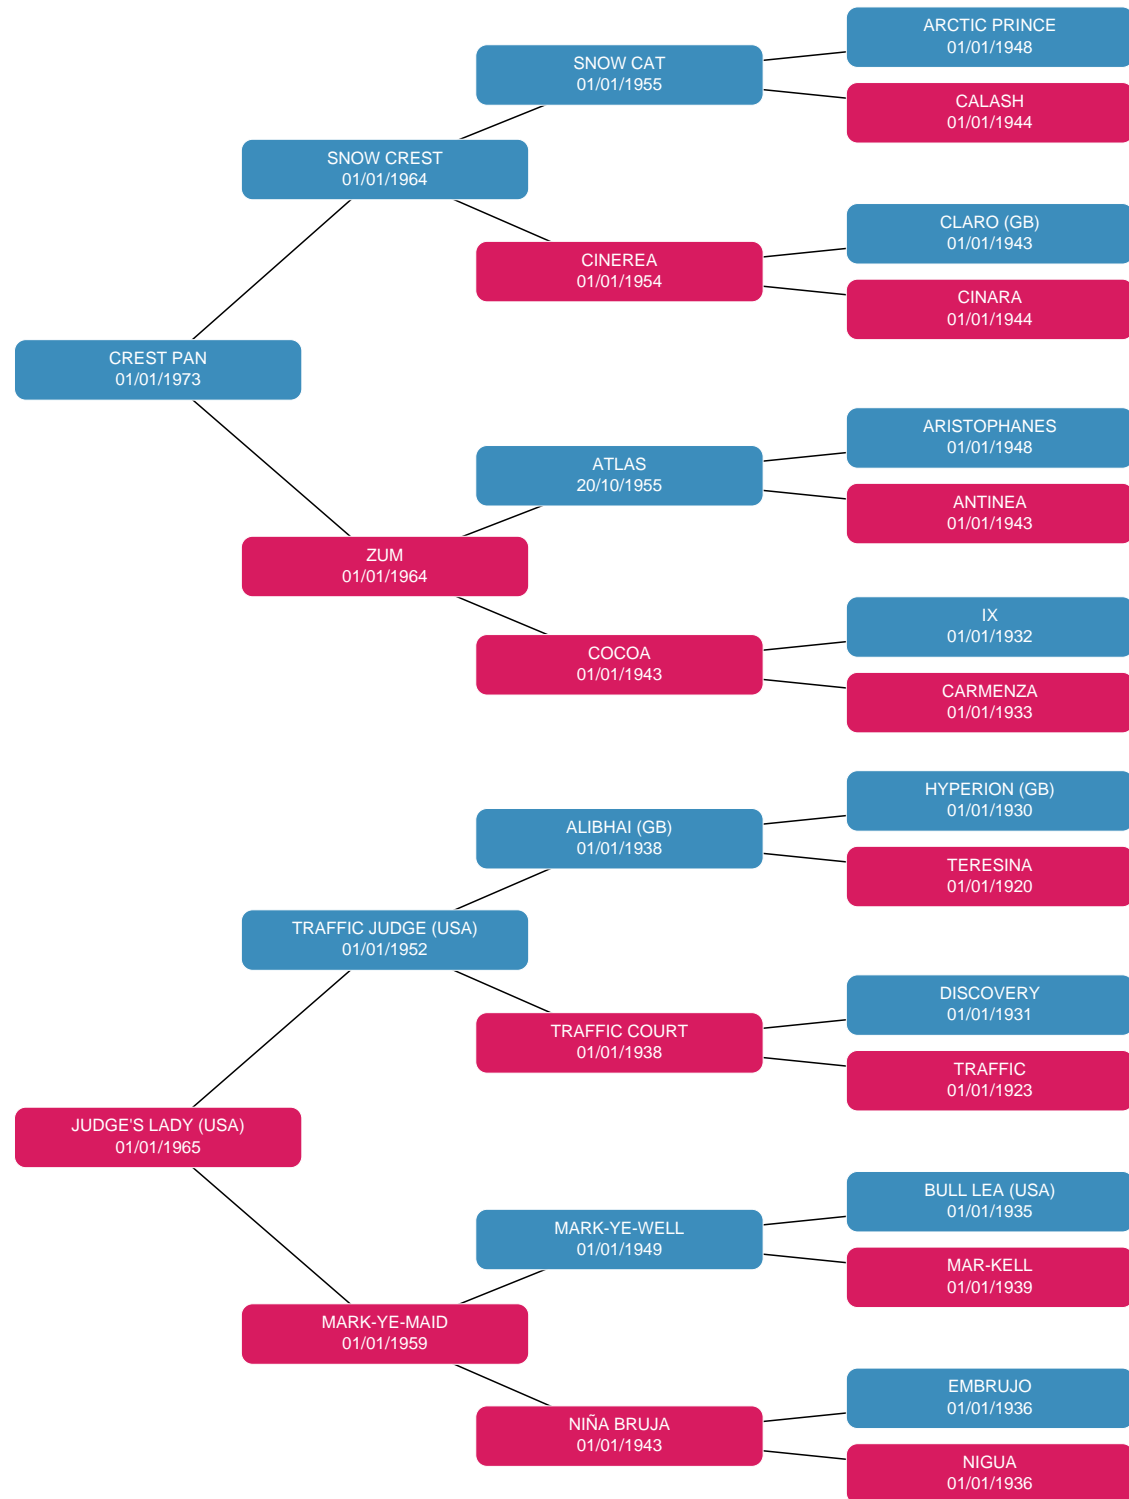 ARCTIC PRINCE
01/01/1948
SNOW CAT
01/01/1955
CALASH
01/01/1944
SNOW CREST
01/01/1964
CLARO (GB)
01/01/1943
CINEREA
01/01/1954
CINARA
01/01/1944
CREST PAN
01/01/1973
ARISTOPHANES
01/01/1948
ATLAS
20/10/1955
ANTINEA
01/01/1943
ZUM
01/01/1964
IX
01/01/1932
COCOA
01/01/1943
CARMENZA
01/01/1933
HYPERION (GB)
01/01/1930
ALIBHAI (GB)
01/01/1938
TERESINA
01/01/1920
TRAFFIC JUDGE (USA)
01/01/1952
DISCOVERY
01/01/1931
TRAFFIC COURT
01/01/1938
TRAFFIC
01/01/1923
JUDGE'S LADY (USA)
01/01/1965
BULL LEA (USA)
01/01/1935
MARK-YE-WELL
01/01/1949
MAR-KELL
01/01/1939
MARK-YE-MAID
01/01/1959
EMBRUJO
01/01/1936
NIÑA BRUJA
01/01/1943
NIGUA
01/01/1936